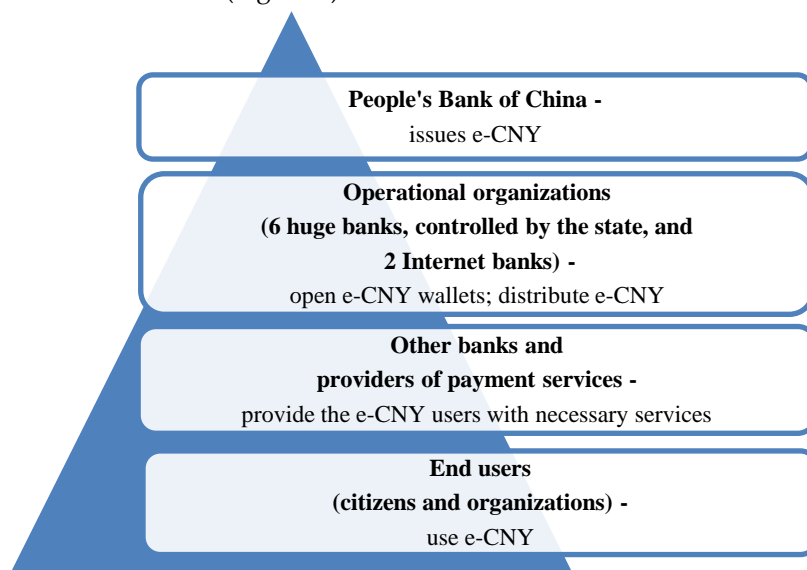 People's Bank of China -
issues e-CNY
Operational organizations
(6 huge banks, controlled by the state, and
2 Internet banks) -
open e-CNY wallets; distribute e-CNY
Other banks and
providers of payment services -
provide the e-CNY users with necessary services
End users
(citizens and organizations) -
use e-CNY